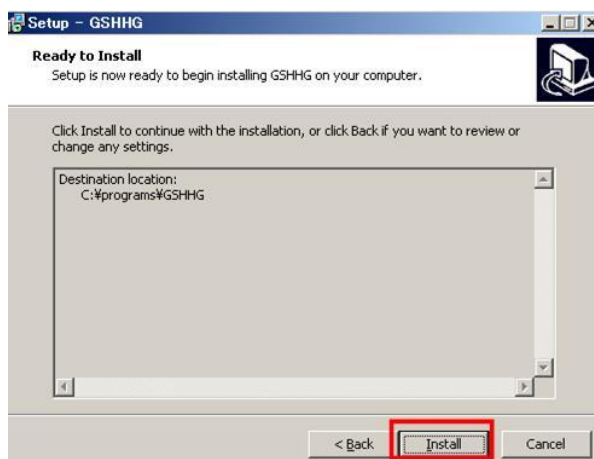 Setup - GSHHG
Ready to Install
Setup is now ready to begin installing GSHHG on your computer.
Click Install to continue with the installation, or click Back if you want to review or
change any settings.
Destination location:
C:¥programs¥GSHHG
< Back
Install
Cancel